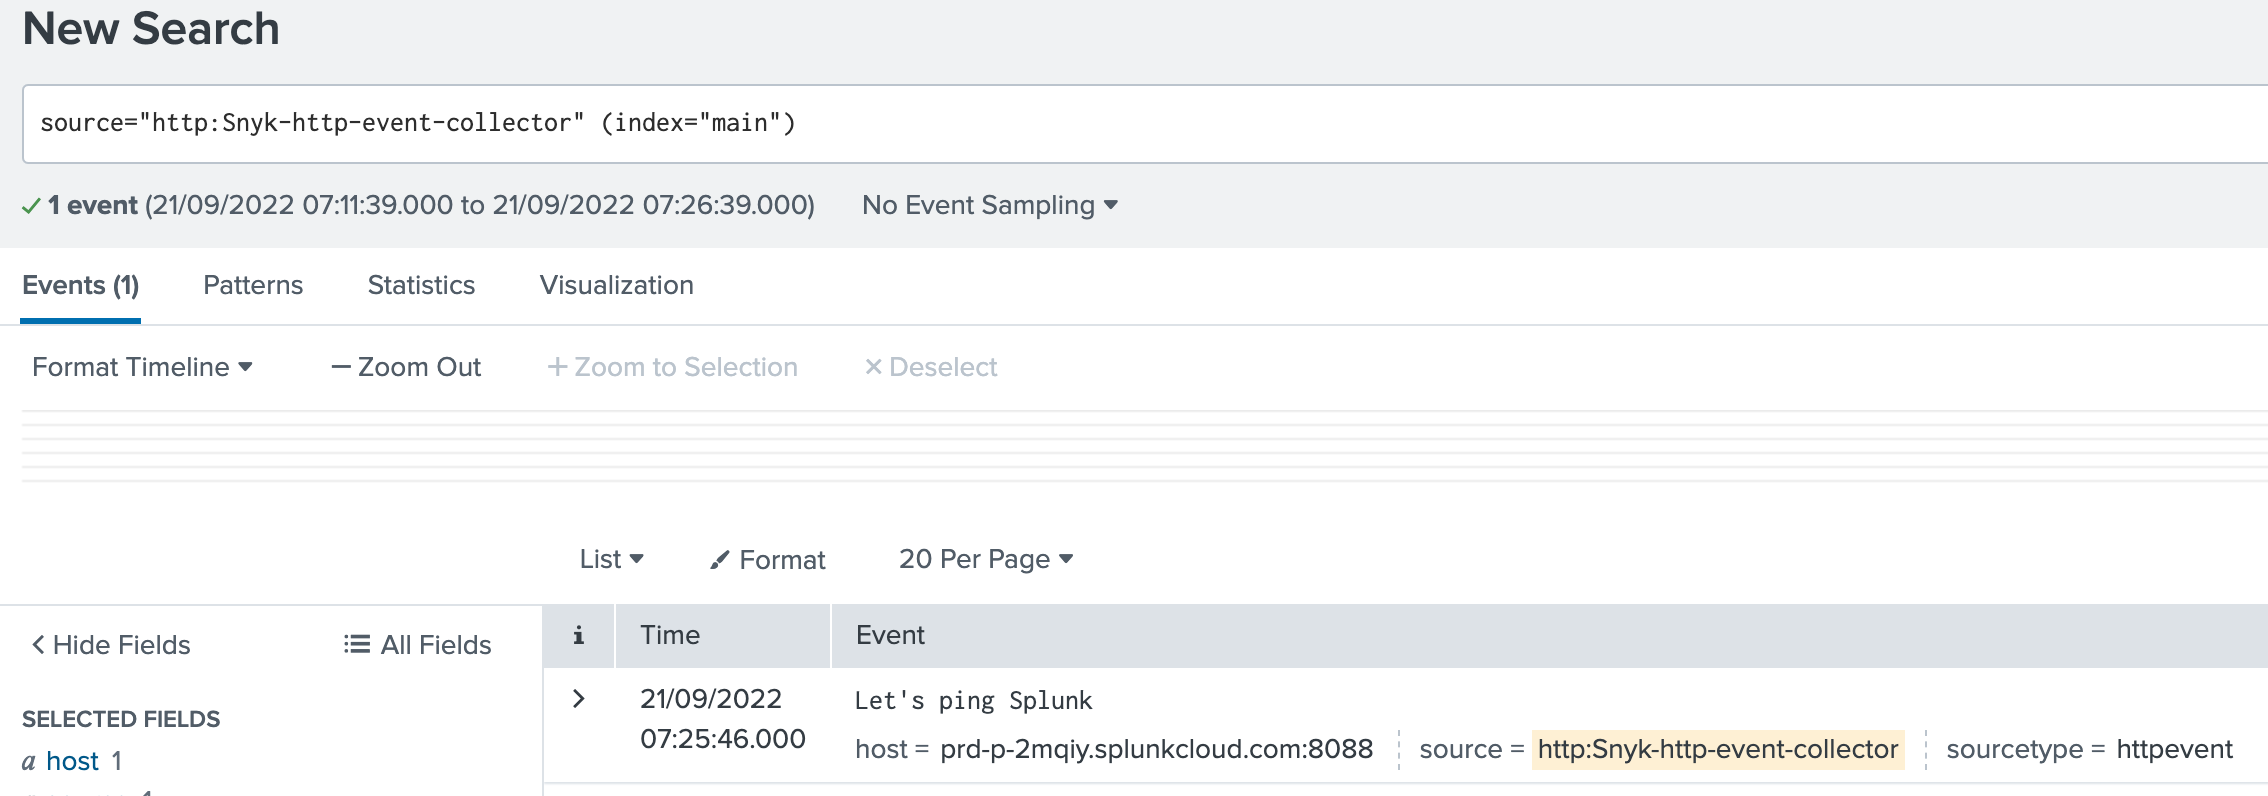 New Search
source="http:Snyk-http-event-collector" (index="main")
1 event (21/09/2022 07:11:39.000 to 21/09/2022 07:26:39.000) No Event Sampling
Events (1) Patterns Statistics Visualization
Format Timeline — Zoom Out + Zoom to Selection × Deselect
List Format 20 Per Page
< Hide Fields All Fields
i Time Event
SELECTED FIELDS
a host 1
> 21/09/2022 07:25:46.000
Let's ping Splunk
host = prd-p-2mqiy.splunkcloud.com:8088 source = http:Snyk-http-event-collector sourcetype = httpevent